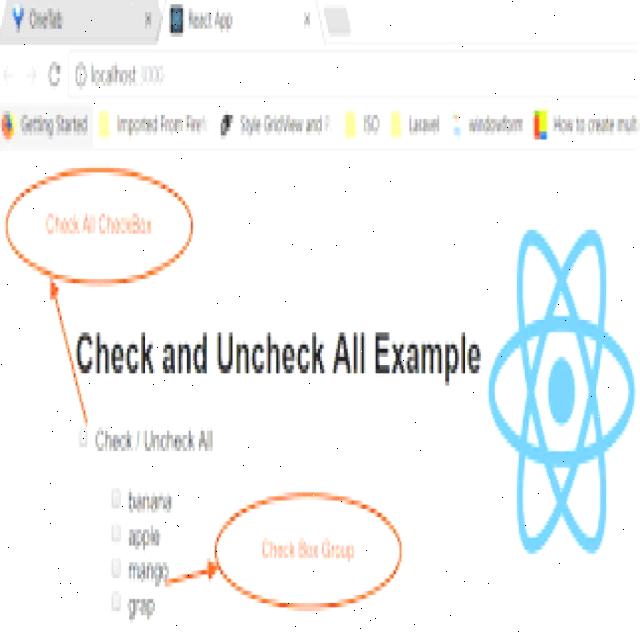 OneTab
React App
localhost:3000
Getting Started
Imported From Fire
Style GridView and
ISO
Laravel
windowform
How to create mult
Check All CheckBox
Check and Uncheck All Example
Check / Uncheck All
banana
apple
mango
Check Box Group
grap